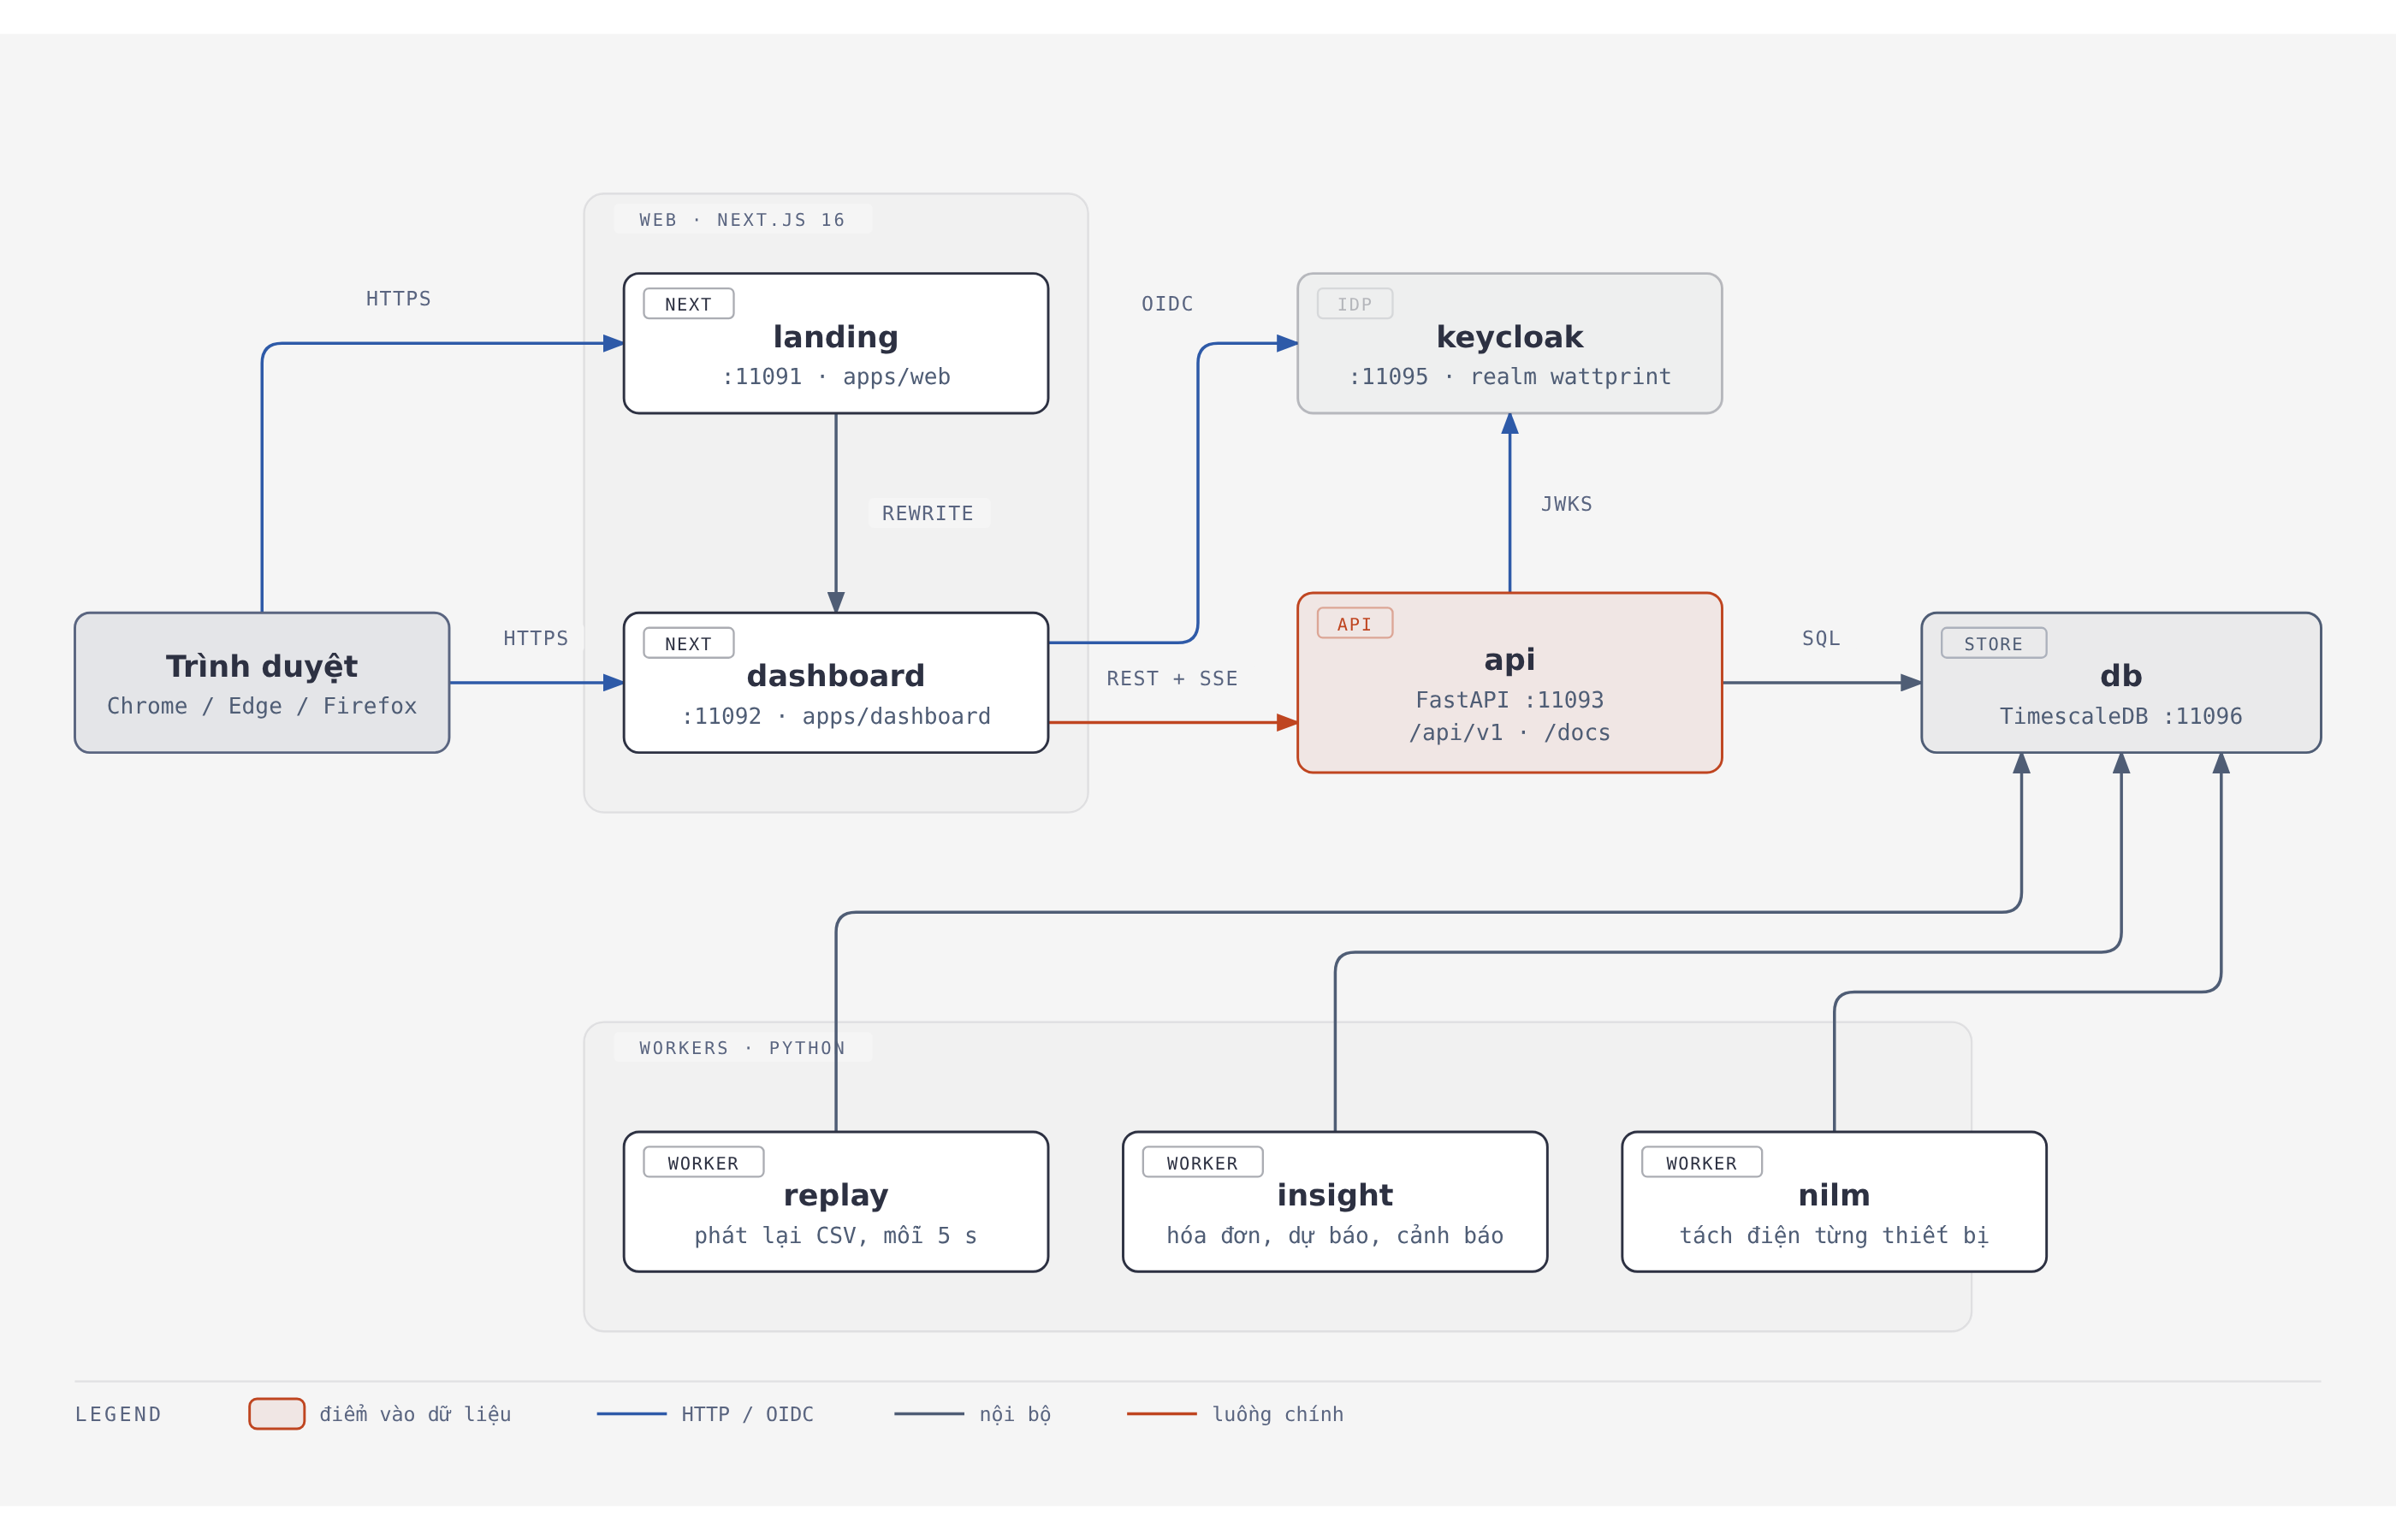 WEB · NEXT.JS 16
HTTPS
NEXT
landing
:11091 · apps/web
OIDC
IDP
keycloak
:11095 · realm wattprint
REWRITE
JWKS
Trình duyệt
Chrome / Edge / Firefox
HTTPS
NEXT
dashboard
:11092 · apps/dashboard
REST + SSE
API
api
FastAPI :11093
/api/v1 · /docs
SQL
STORE
db
TimescaleDB :11096
WORKERS · PYTHON
WORKER
replay
phát lại CSV, mỗi 5 s
WORKER
insight
hóa đơn, dự báo, cảnh báo
WORKER
nilm
tách điện từng thiết bị
LEGEND
điểm vào dữ liệu
HTTP / OIDC
nội bộ
luồng chính